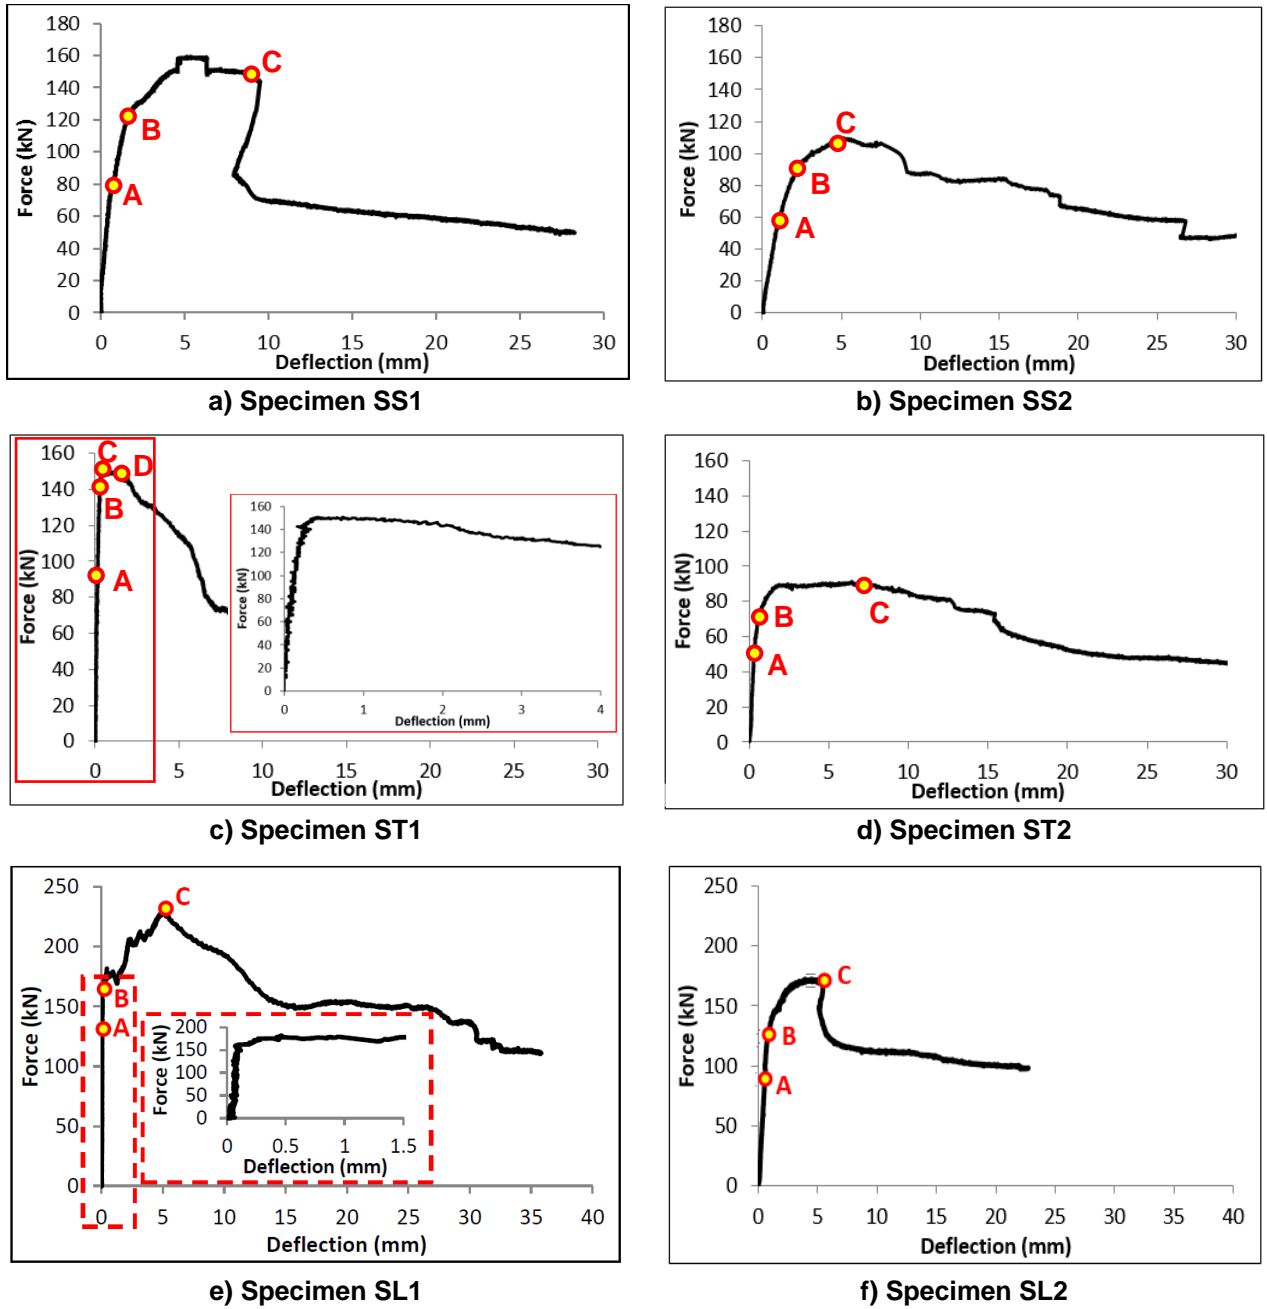 180
160
140
120
100
80
60
40
20
0
Force (kN)
A
B
C
0 5 10 15 20 25 30
Deflection (mm)
a) Specimen SS1
180
160
140
120
100
80
60
40
20
0
Force (kN)
A
B
C
0 5 10 15 20 25 30
Deflection (mm)
b) Specimen SS2
160
140
120
100
80
60
40
20
0
Force (kN)
A
B
C
D
160
140
120
100
80
60
40
20
0
Force (kN)
0 1 2 3 4
Deflection (mm)
0 5 10 15 20 25 30
Deflection (mm)
c) Specimen ST1
160
140
120
100
80
60
40
20
0
Force (kN)
A
B
C
0 5 10 15 20 25 30
Deflection (mm)
d) Specimen ST2
250
200
150
100
50
0
Force (kN)
A
B
C
200
150
100
50
0
Force (kN)
0 0.5 1 1.5
Deflection (mm)
0 5 10 15 20 25 30 35 40
Deflection (mm)
e) Specimen SL1
250
200
150
100
50
0
Force (kN)
A
B
C
0 5 10 15 20 25 30 35 40
Deflection (mm)
f) Specimen SL2